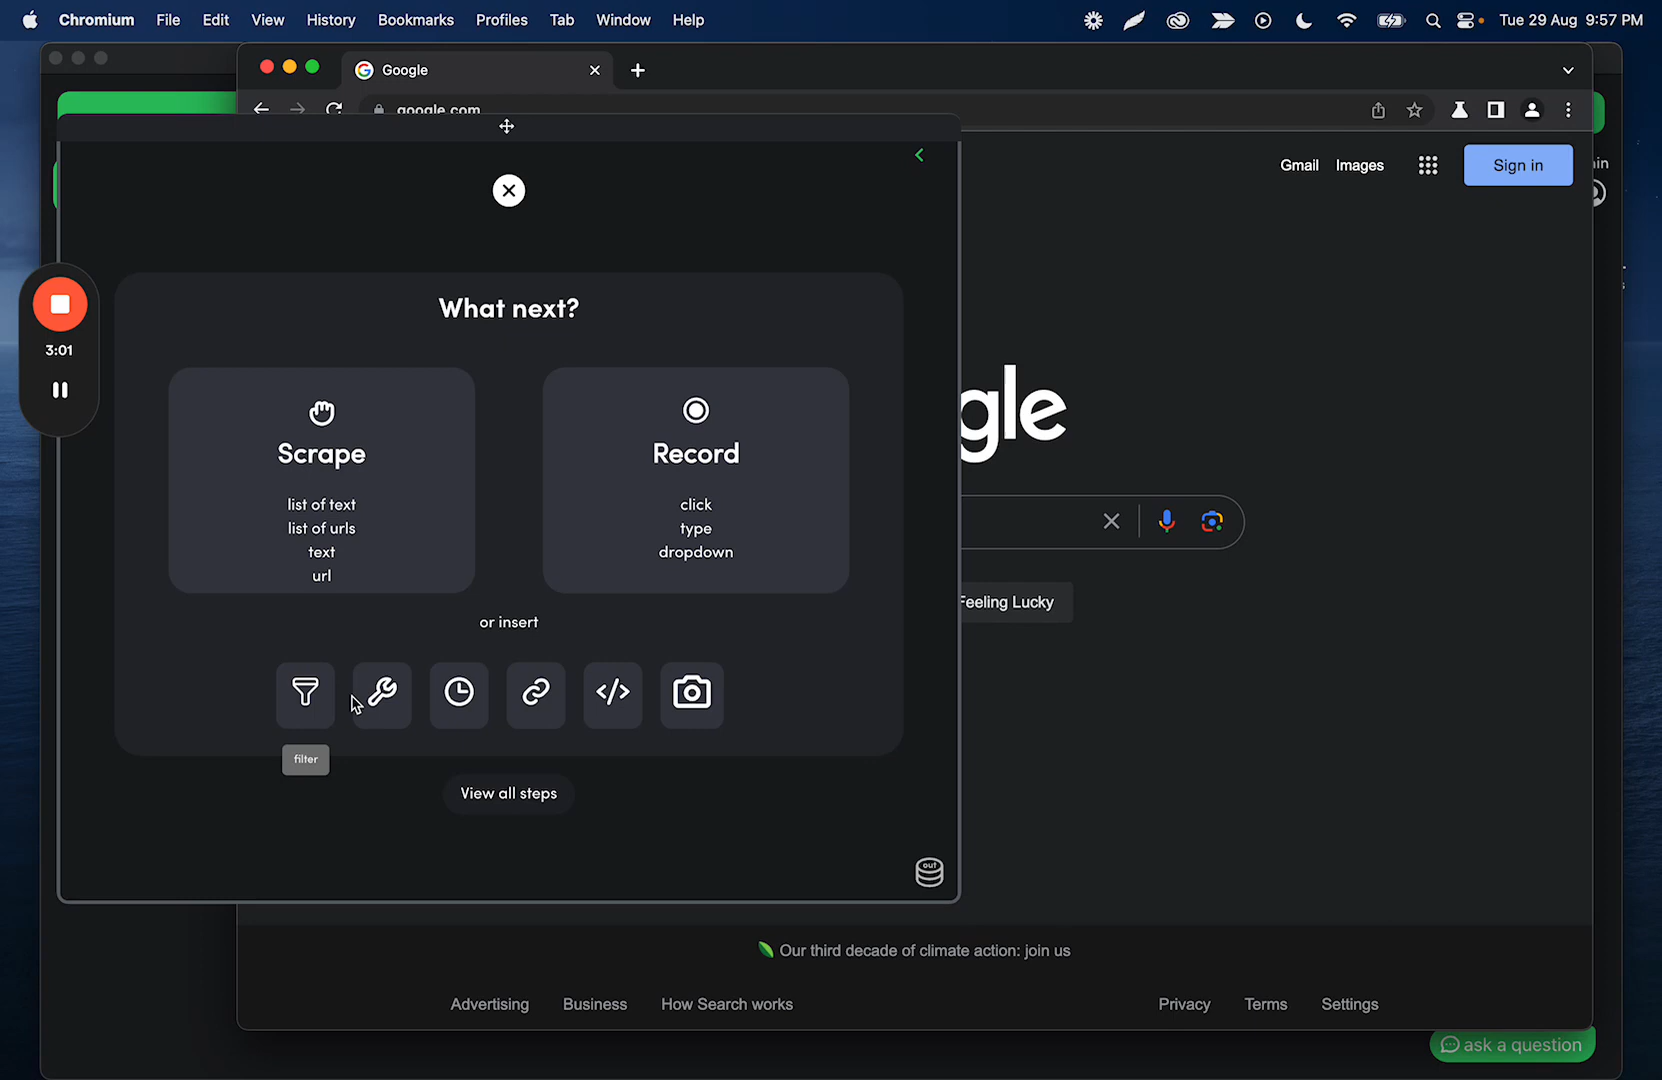 Chromium File Edit View History Bookmarks Profiles Tab Window Help Tue 29 Aug 9:57 PM
Google
google.com
Gmail Images Sign in
in
What next?
3:01
Scrape
list of text
list of urls
text
url
Record
click
type
dropdown
gle
or insert
Feeling Lucky
filter
View all steps
out
Our third decade of climate action: join us
Advertising Business How Search works Privacy Terms Settings
ask a question